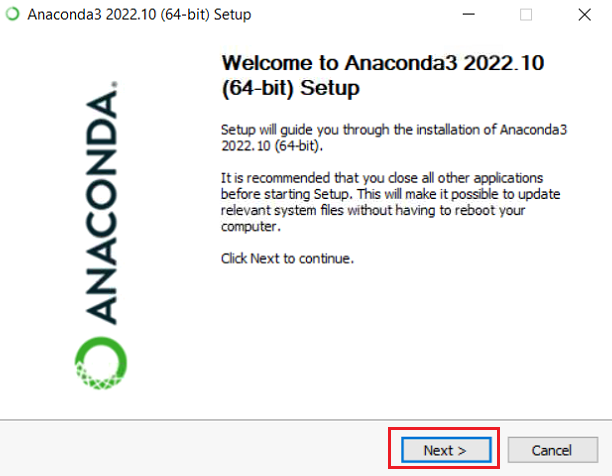 Anaconda3 2022.10 (64-bit) Setup
Welcome to Anaconda3 2022.10
(64-bit) Setup
Setup will guide you through the installation of Anaconda3
2022.10 (64-bit).
It is recommended that you close all other applications
before starting Setup. This will make it possible to update
relevant system files without having to reboot your
computer.
Click Next to continue.
ANACONDA.
Next >
Cancel